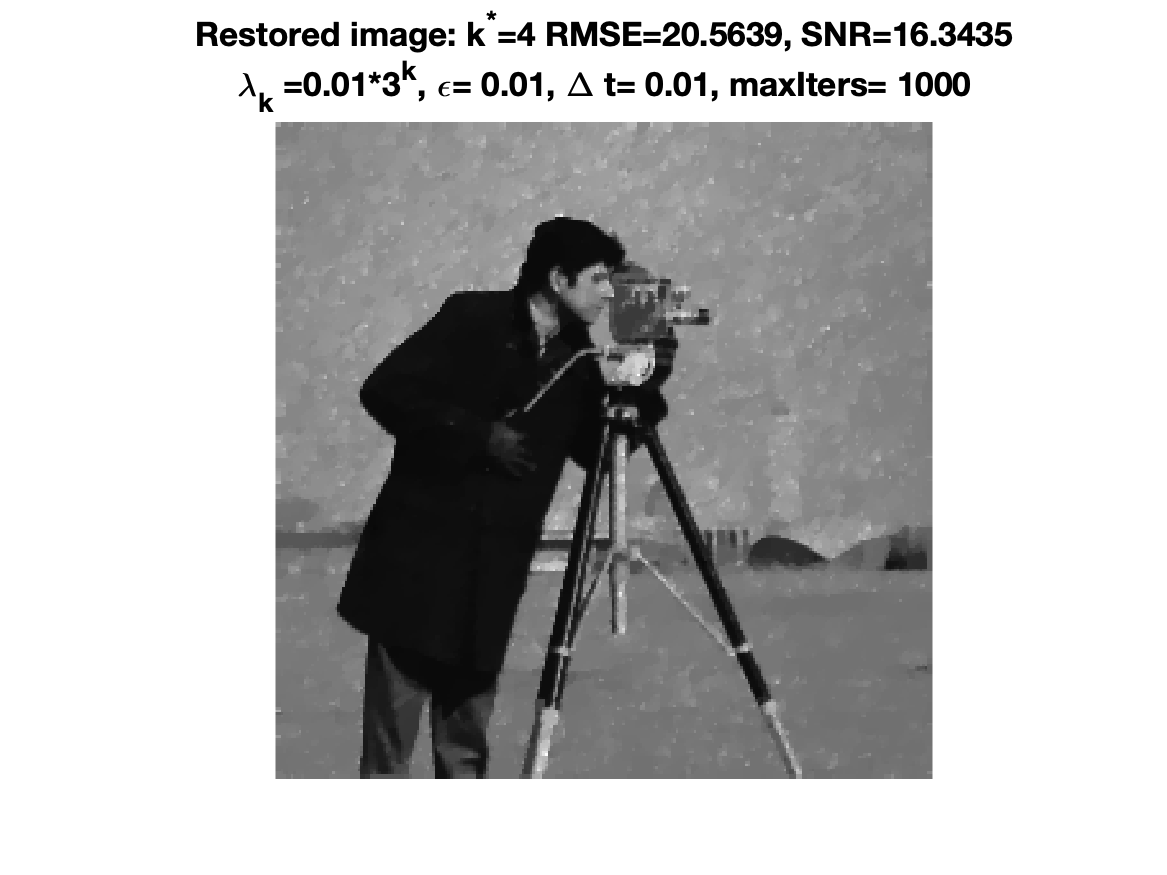 Restored image: k*=4 RMSE=20.5639, SNR=16.3435
λₖ =0.01*3ᵏ, ϵ= 0.01, Δ t= 0.01, maxIters= 1000